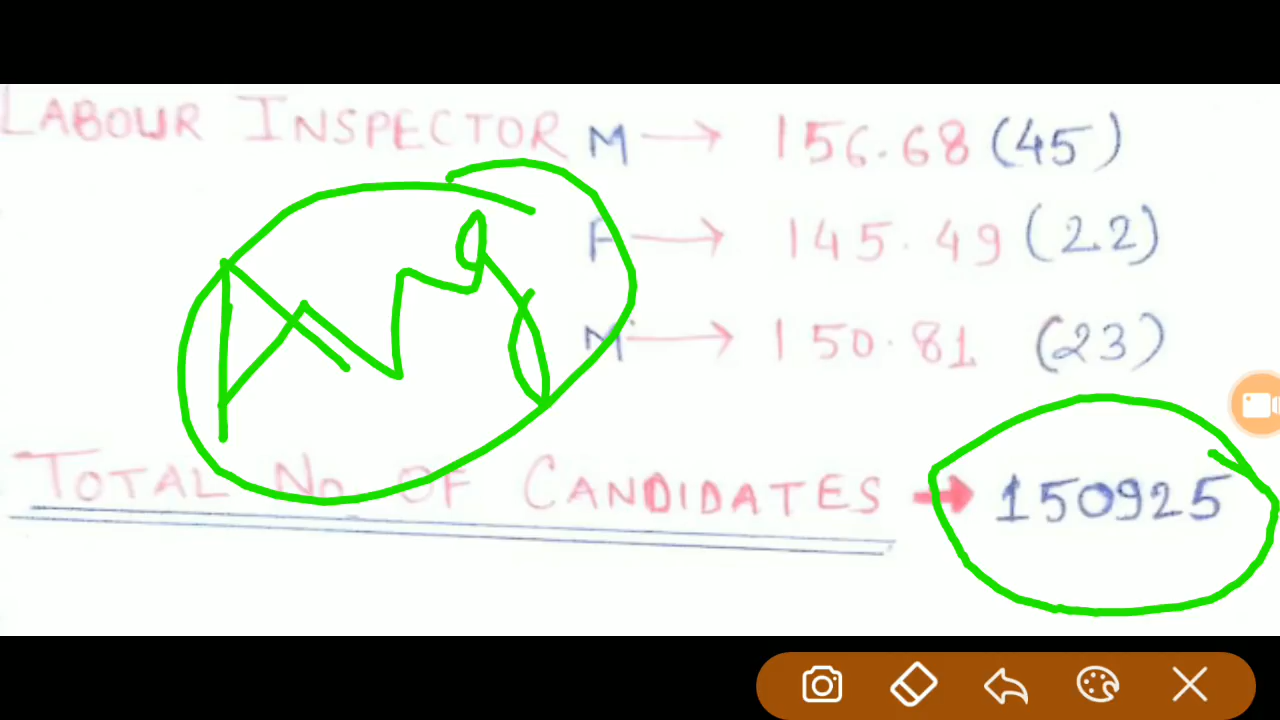 LABOUR INSPECTOR M → 156.68 (45)
F → 145.49 (22)
M → 150.81 (23)
TOTAL No OF CANDIDATES → 150925